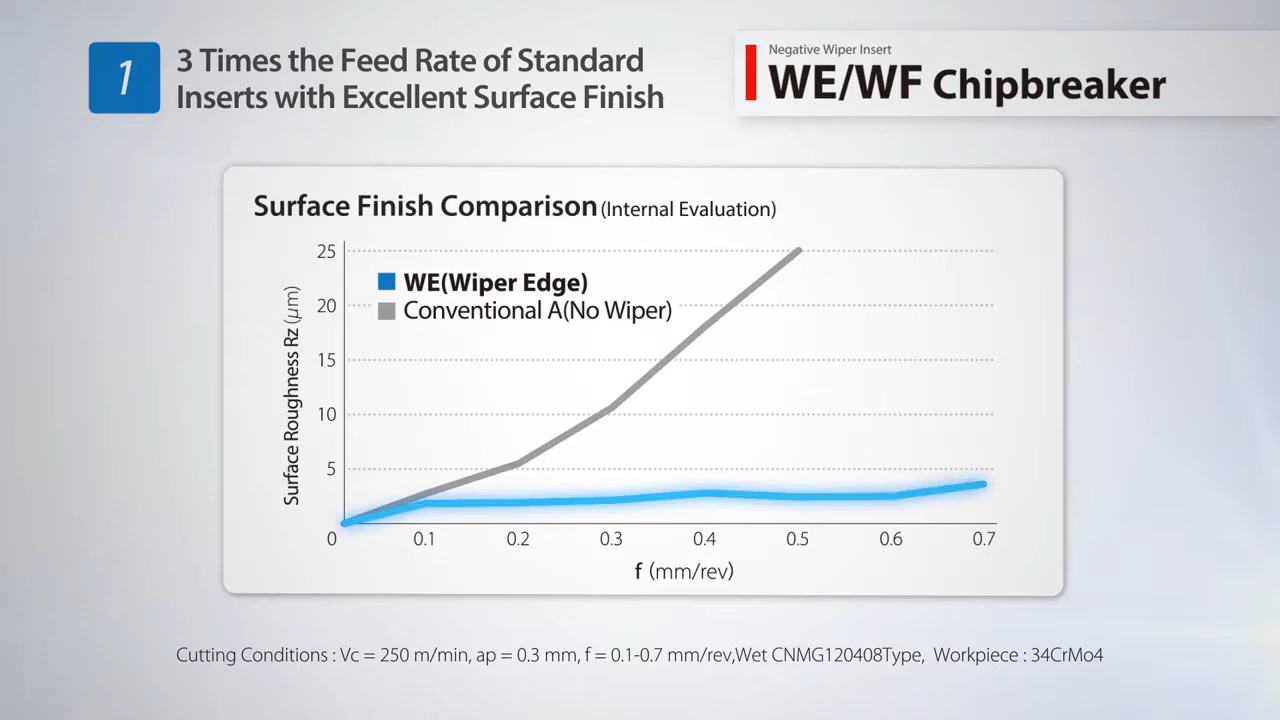 1
3 Times the Feed Rate of Standard
Inserts with Excellent Surface Finish
Negative Wiper Insert
WE/WF Chipbreaker
Surface Finish Comparison (Internal Evaluation)
Surface Roughness Rz (μm)
25
20
15
10
5
WE(Wiper Edge)
Conventional A(No Wiper)
0 0.1 0.2 0.3 0.4 0.5 0.6 0.7
f (mm/rev)
Cutting Conditions : Vc = 250 m/min, ap = 0.3 mm, f = 0.1-0.7 mm/rev,Wet CNMG120408Type, Workpiece : 34CrMo4